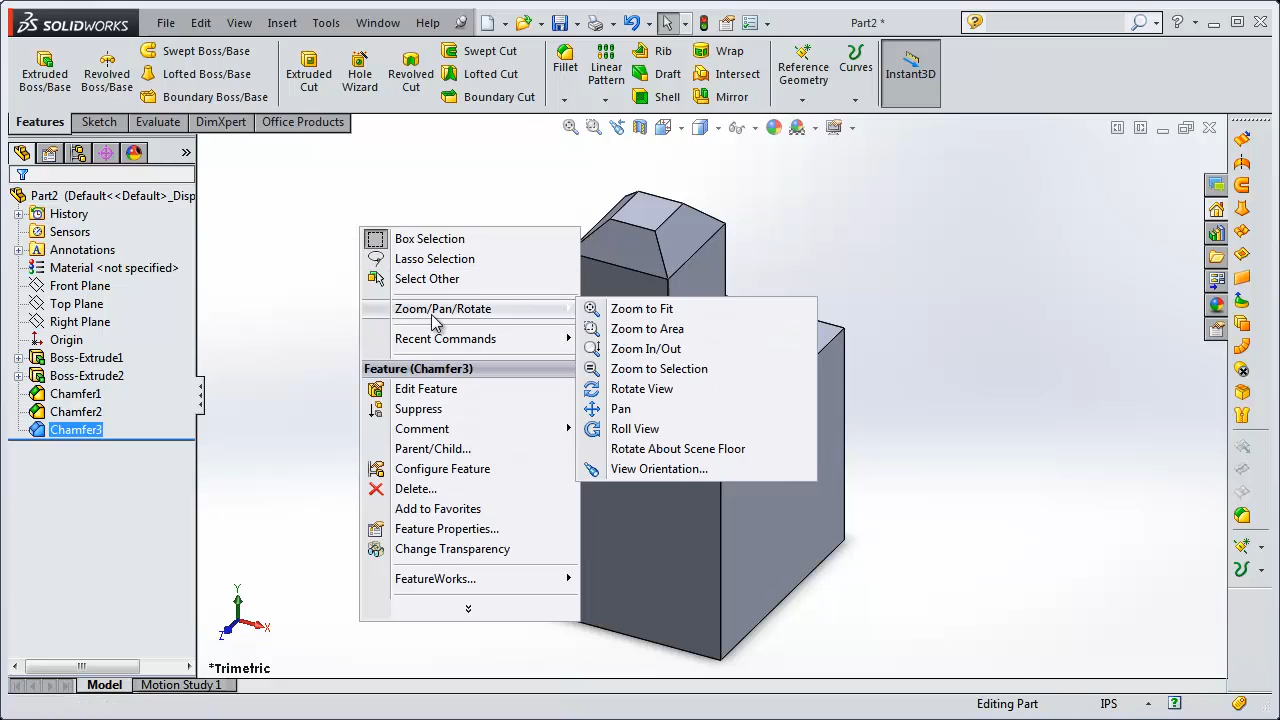 SOLIDWORKS File Edit View Insert Tools Window Help Part2 *
Extruded Boss/Base
Revolved Boss/Base
Swept Boss/Base
Lofted Boss/Base
Boundary Boss/Base
Extruded Cut
Hole Wizard
Revolved Cut
Swept Cut
Lofted Cut
Boundary Cut
Fillet
Linear Pattern
Rib
Draft
Shell
Wrap
Intersect
Mirror
Reference Geometry
Curves
Instant3D
Features Sketch Evaluate DimXpert Office Products
Part2 (Default<<Default>_Disp
History
Sensors
Annotations
Material <not specified>
Front Plane
Top Plane
Right Plane
Origin
Boss-Extrude1
Boss-Extrude2
Chamfer1
Chamfer2
Chamfer3
Box Selection
Lasso Selection
Select Other
Zoom/Pan/Rotate
Recent Commands
Feature (Chamfer3)
Edit Feature
Suppress
Comment
Parent/Child...
Configure Feature
Delete...
Add to Favorites
Feature Properties...
Change Transparency
FeatureWorks...
Zoom to Fit
Zoom to Area
Zoom In/Out
Zoom to Selection
Rotate View
Pan
Roll View
Rotate About Scene Floor
View Orientation...
Y
X
Z
*Trimetric
Model Motion Study 1
Editing Part IPS